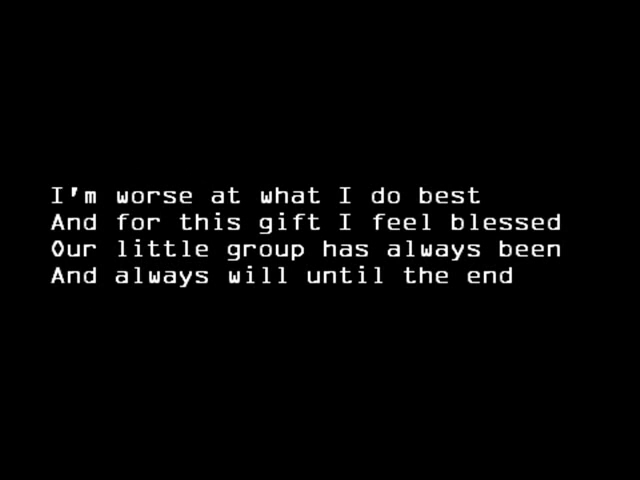 I'm worse at what I do best
And for this gift I feel blessed
Our little group has always been
And always will until the end